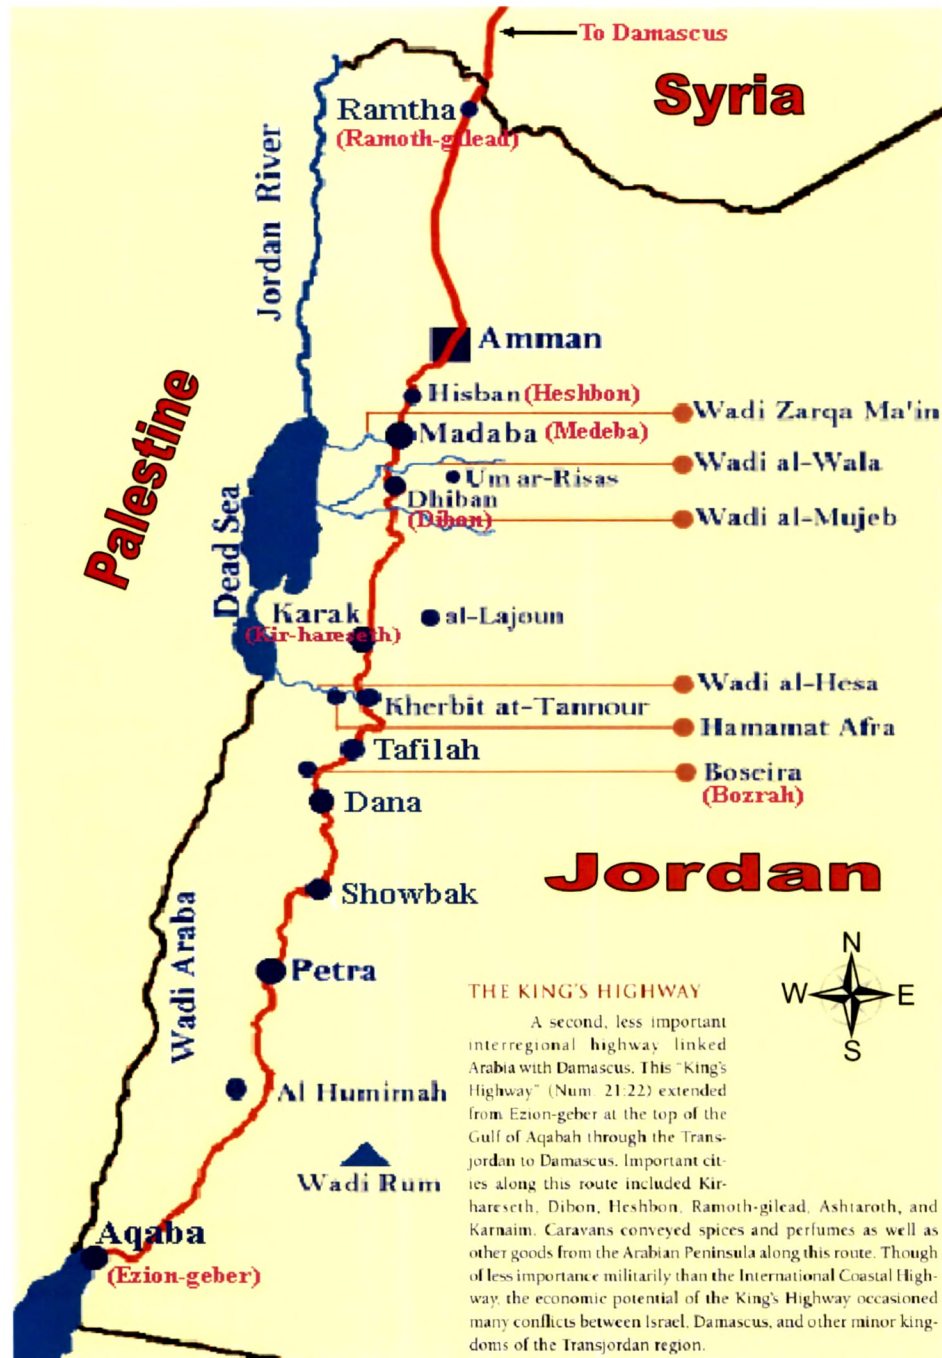 To Damascus
Syria
Ramtha
(Ramoth-gilead)
Jordan River
Amman
Hisban (Heshbon)
Wadi Zarqa Ma'in
Madaba (Medeba)
Palestine
Wadi al-Wala
Um ar-Risas
Dhiban
(Dibon)
Wadi al-Mujeb
Dead Sea
Karak
(Kir-hareseth)
al-Lajoun
Wadi al-Hesa
Kherbit at-Tannour
Hamamat Afra
Tafilah
Boseira
(Bozrah)
Dana
Jordan
Showbak
Wadi Araba
Petra
N
W E
S
THE KING'S HIGHWAY
A second, less important
interregional highway linked
Arabia with Damascus. This "King's
Highway" (Num. 21:22) extended
from Ezion-geber at the top of the
Gulf of Aqabah through the Trans-
jordan to Damascus. Important cit-
ies along this route included Kir-
hareseth, Dibon, Heshbon, Ramoth-gilead, Ashtaroth, and
Karnaim. Caravans conveyed spices and perfumes as well as
other goods from the Arabian Peninsula along this route. Though
of less importance militarily than the International Coastal High-
way, the economic potential of the King's Highway occasioned
many conflicts between Israel, Damascus, and other minor king-
doms of the Transjordan region.
Al Humimah
Wadi Rum
Aqaba
(Ezion-geber)